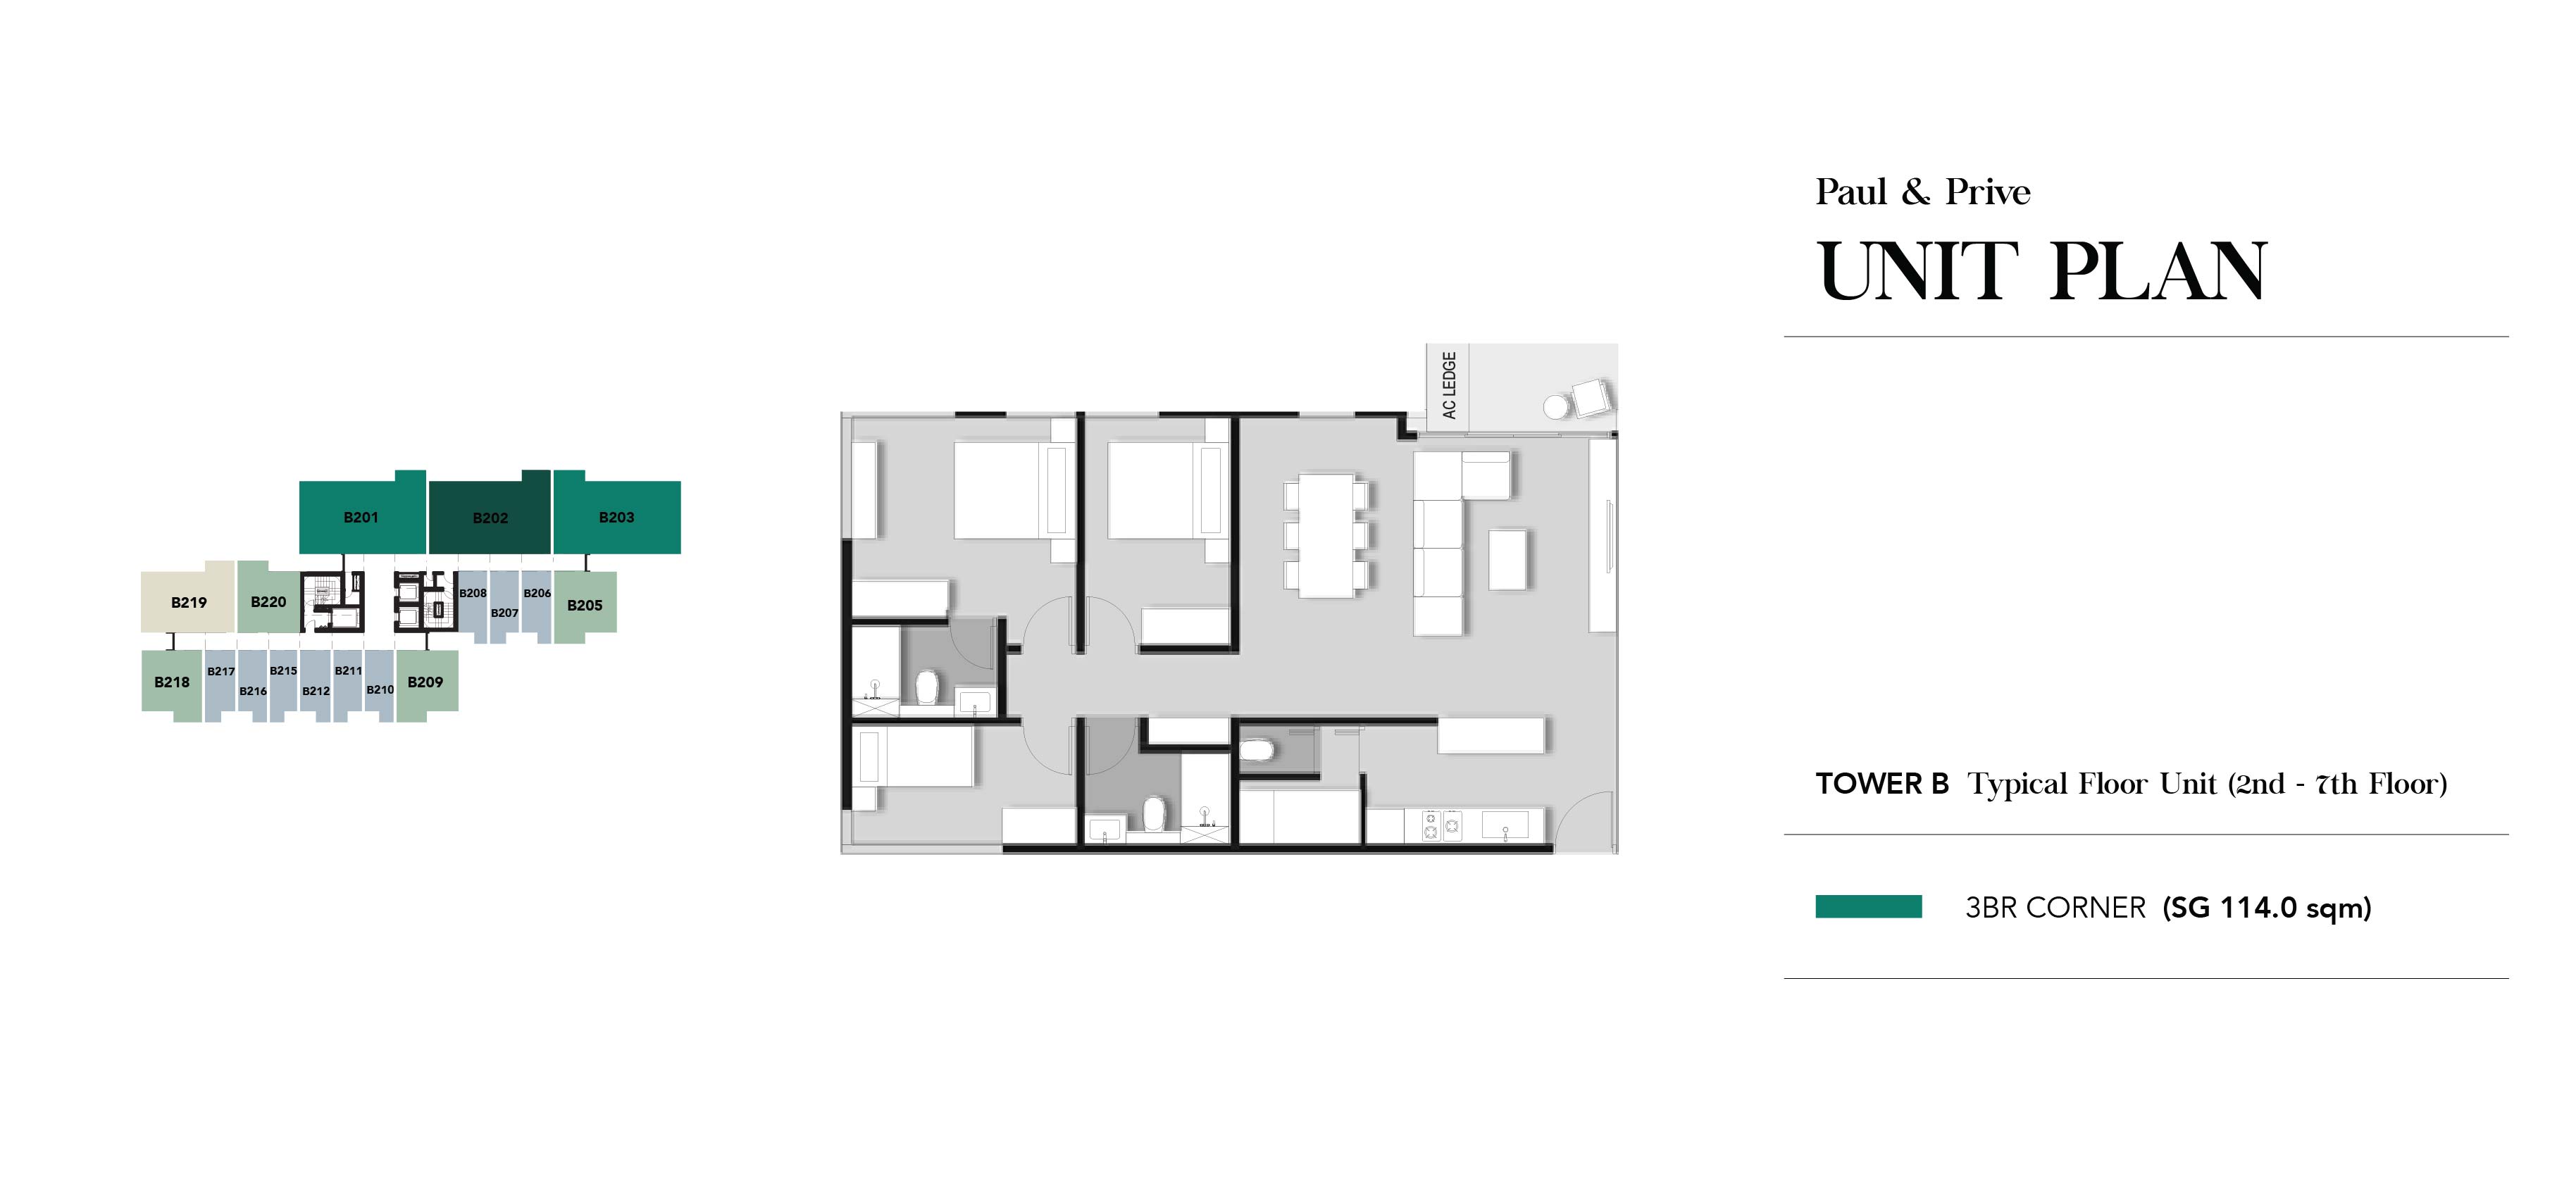 Paul & Prive
UNIT PLAN
AC LEDGE
B201
B202
B203
B219
B220
B208
B207
B206
B205
B218
B217
B216
B215
B212
B211
B210
B209
TOWER B Typical Floor Unit (2nd - 7th Floor)
3BR CORNER (SG 114.0 sqm)